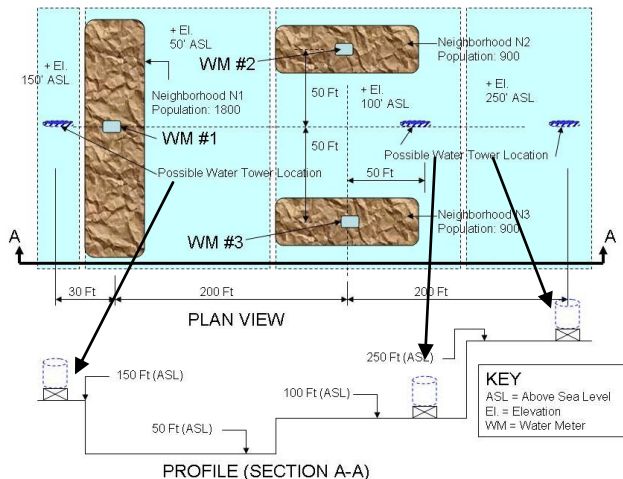 + El.
150' ASL
+ El.
50' ASL
Neighborhood N1
Population: 1800
WM #1
Possible Water Tower Location
WM #2
Neighborhood N2
Population: 900
50 Ft
+ El.
100' ASL
+ El.
250' ASL
50 Ft
Possible Water Tower Location
50 Ft
WM #3
Neighborhood N3
Population: 900
A
A
30 Ft
200 Ft
200 Ft
PLAN VIEW
150 Ft (ASL)
50 Ft (ASL)
100 Ft (ASL)
250 Ft (ASL)
KEY
ASL = Above Sea Level
El. = Elevation
WM = Water Meter
PROFILE (SECTION A-A)